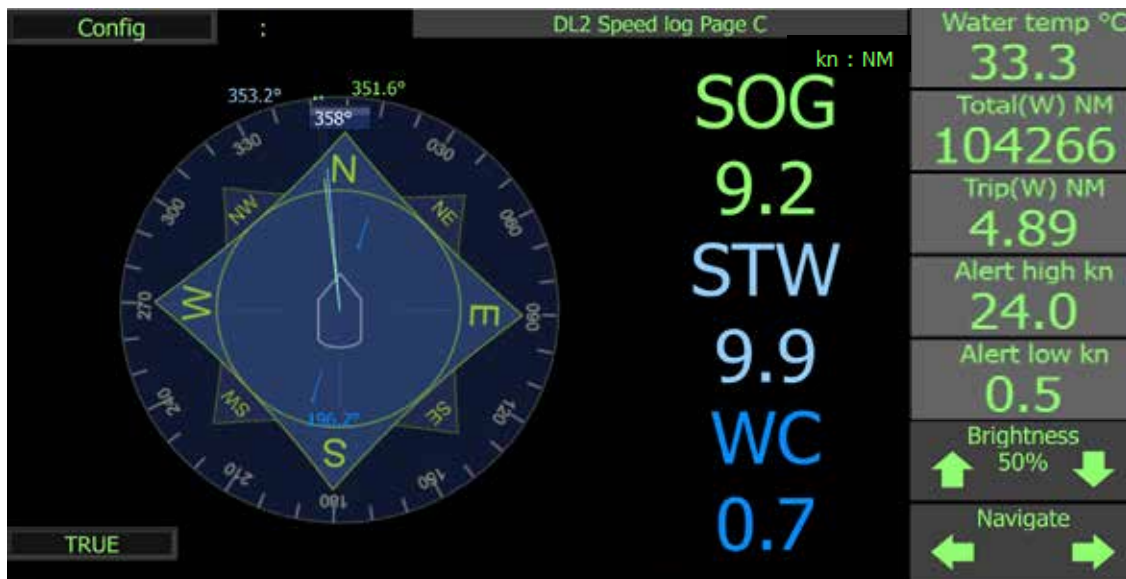 Config
:
DL2 Speed log Page C
kn : NM
353.2°
351.6°
358°
330
030
N
NW
NE
300
060
270
W
E
090
240
SW
SE
120
196.2°
S
210
180
SOG
9.2
STW
9.9
WC
0.7
TRUE
Water temp °C
33.3
Total(W) NM
104266
Trip(W) NM
4.89
Alert high kn
24.0
Alert low kn
0.5
Brightness
50%
Navigate